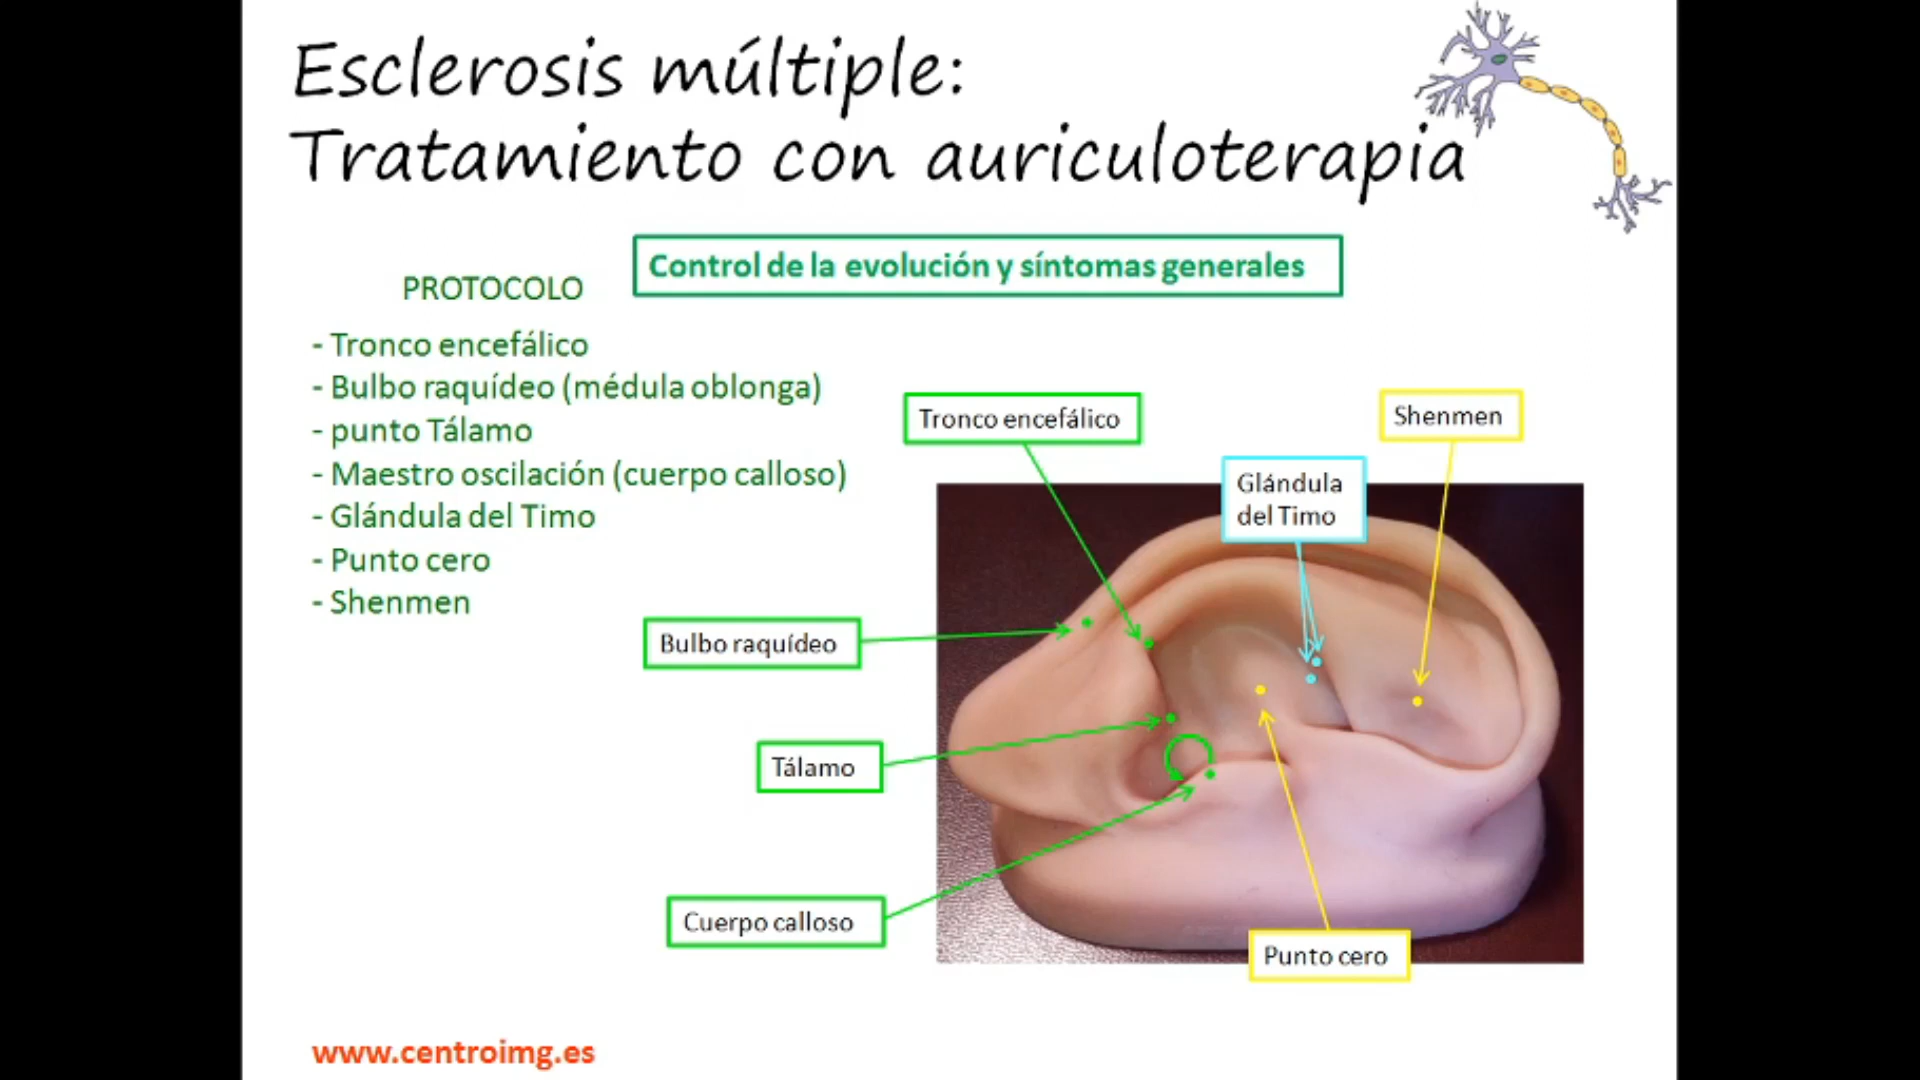 Esclerosis múltiple:
Tratamiento con auriculoterapia
Control de la evolución y síntomas generales
PROTOCOLO
- Tronco encefálico
- Bulbo raquídeo (médula oblonga)
- punto Tálamo
- Maestro oscilación (cuerpo calloso)
- Glándula del Timo
- Punto cero
- Shenmen
Tronco encefálico
Shenmen
Glándula
del Timo
Bulbo raquídeo
Tálamo
Cuerpo calloso
Punto cero
www.centroimg.es